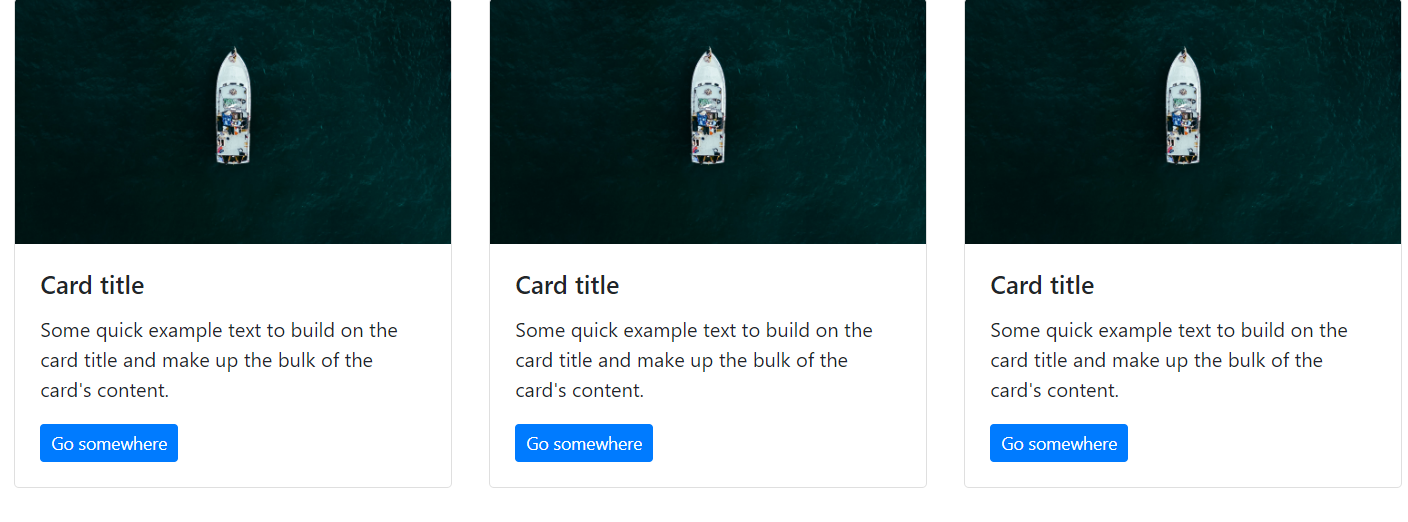 Card title
Some quick example text to build on the
card title and make up the bulk of the
card's content.
Go somewhere
Card title
Some quick example text to build on the
card title and make up the bulk of the
card's content.
Go somewhere
Card title
Some quick example text to build on the
card title and make up the bulk of the
card's content.
Go somewhere